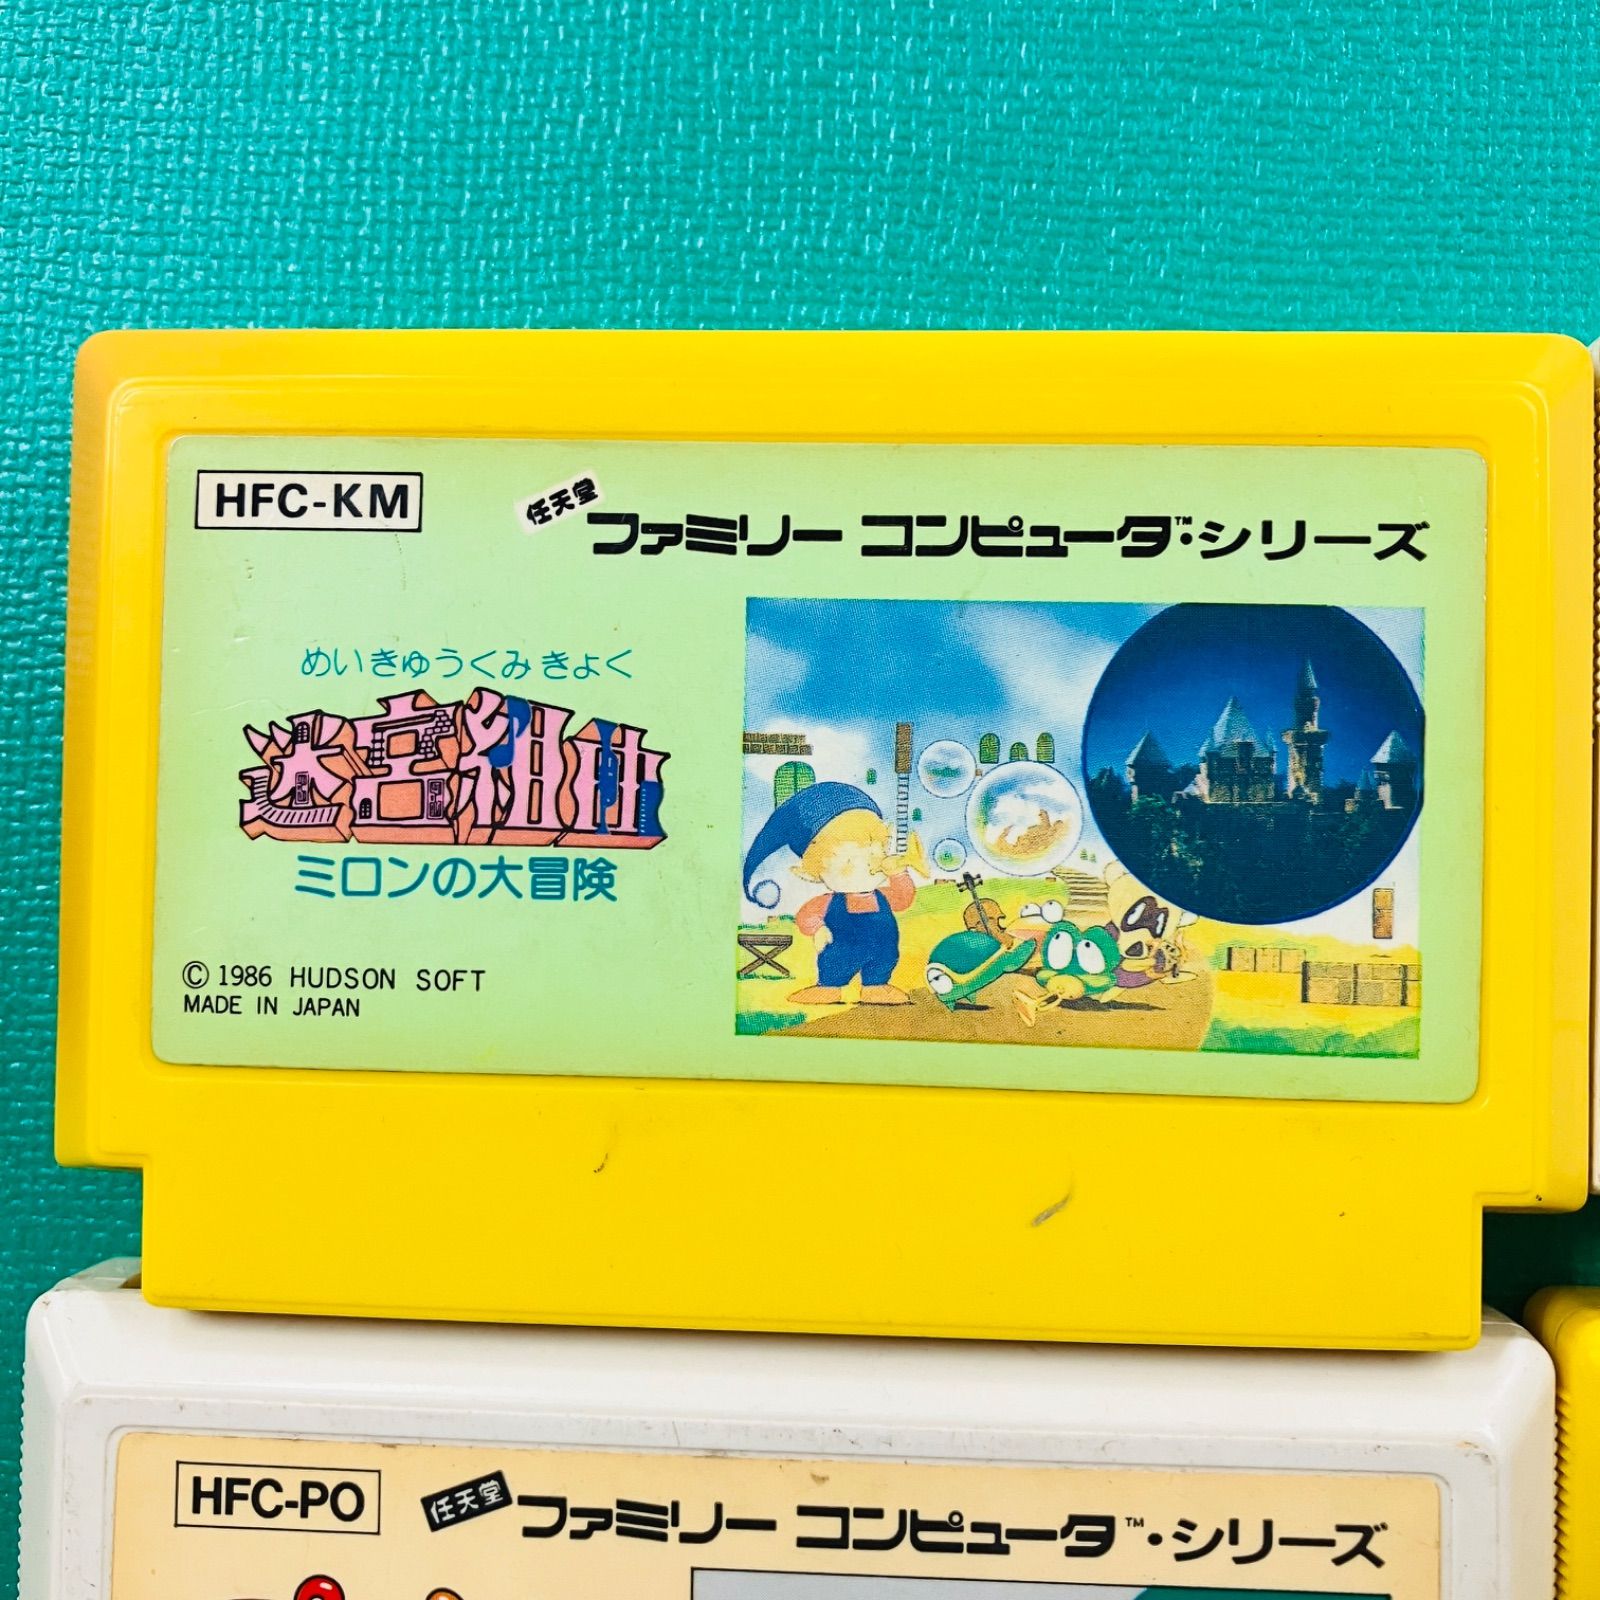 HFC-KM
任天堂 ファミリー コンピュータ™・シリーズ
めいきゅうくみきょく
迷宮組曲
ミロンの大冒険
© 1986 HUDSON SOFT
MADE IN JAPAN
HFC-PO
任天堂 ファミリー コンピュータ™・シリーズ